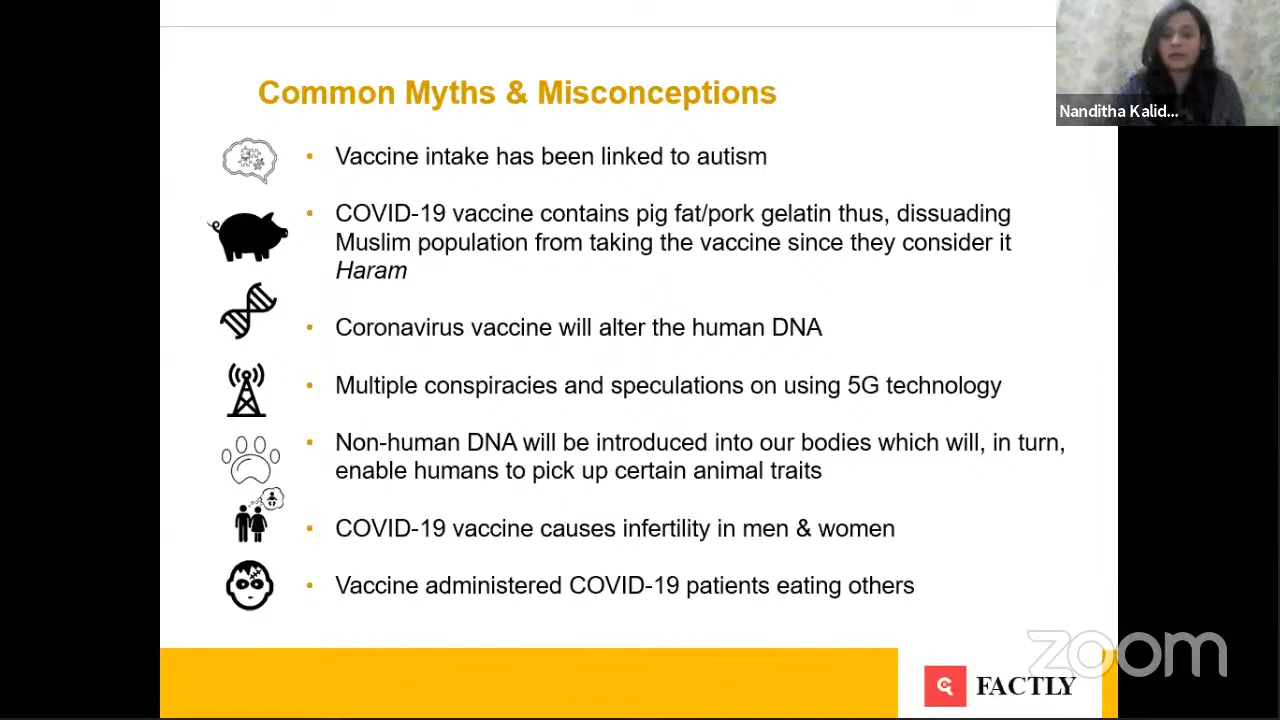 Common Myths & Misconceptions
Nanditha Kalid...
• Vaccine intake has been linked to autism
• COVID-19 vaccine contains pig fat/pork gelatin thus, dissuading
Muslim population from taking the vaccine since they consider it
Haram
• Coronavirus vaccine will alter the human DNA
• Multiple conspiracies and speculations on using 5G technology
• Non-human DNA will be introduced into our bodies which will, in turn,
enable humans to pick up certain animal traits
• COVID-19 vaccine causes infertility in men & women
• Vaccine administered COVID-19 patients eating others
zoom
FACTLY